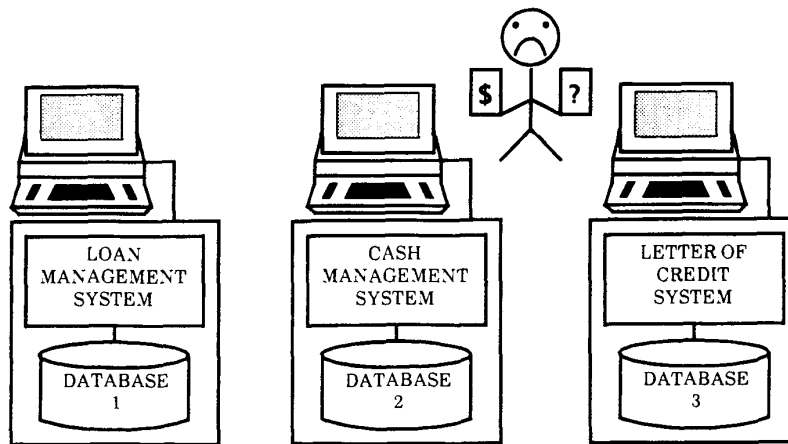 $ ?
LOAN
MANAGEMENT
SYSTEM
DATABASE
1
CASH
MANAGEMENT
SYSTEM
DATABASE
2
LETTER OF
CREDIT
SYSTEM
DATABASE
3